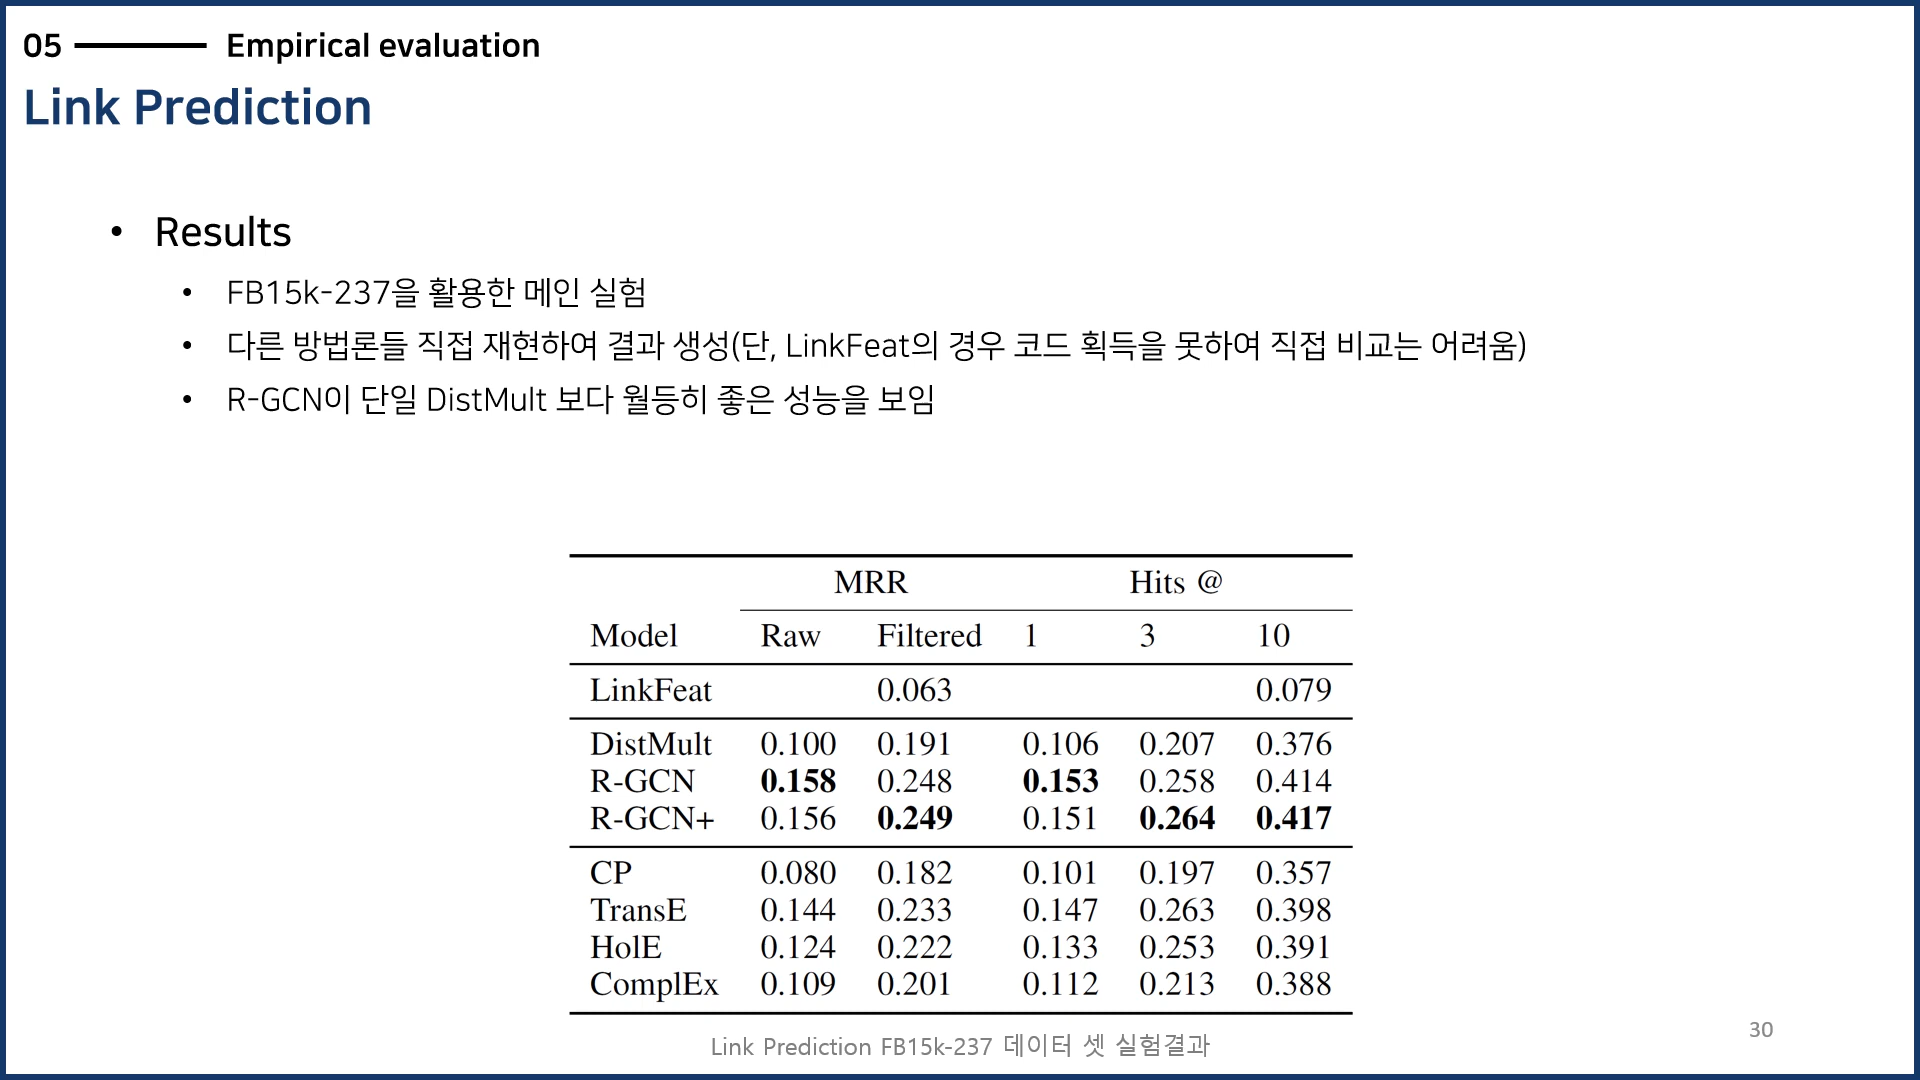 05 Empirical evaluation
Link Prediction
• Results
• FB15k-237을 활용한 메인 실험
• 다른 방법론들 직접 재현하여 결과 생성(단, LinkFeat의 경우 코드 획득을 못하여 직접 비교는 어려움)
• R-GCN이 단일 DistMult 보다 월등히 좋은 성능을 보임
MRR Hits @
Model Raw Filtered 1 3 10
LinkFeat 0.063 0.079
DistMult 0.100 0.191 0.106 0.207 0.376
R-GCN 0.158 0.248 0.153 0.258 0.414
R-GCN+ 0.156 0.249 0.151 0.264 0.417
CP 0.080 0.182 0.101 0.197 0.357
TransE 0.144 0.233 0.147 0.263 0.398
HolE 0.124 0.222 0.133 0.253 0.391
ComplEx 0.109 0.201 0.112 0.213 0.388
Link Prediction FB15k-237 데이터 셋 실험결과
30